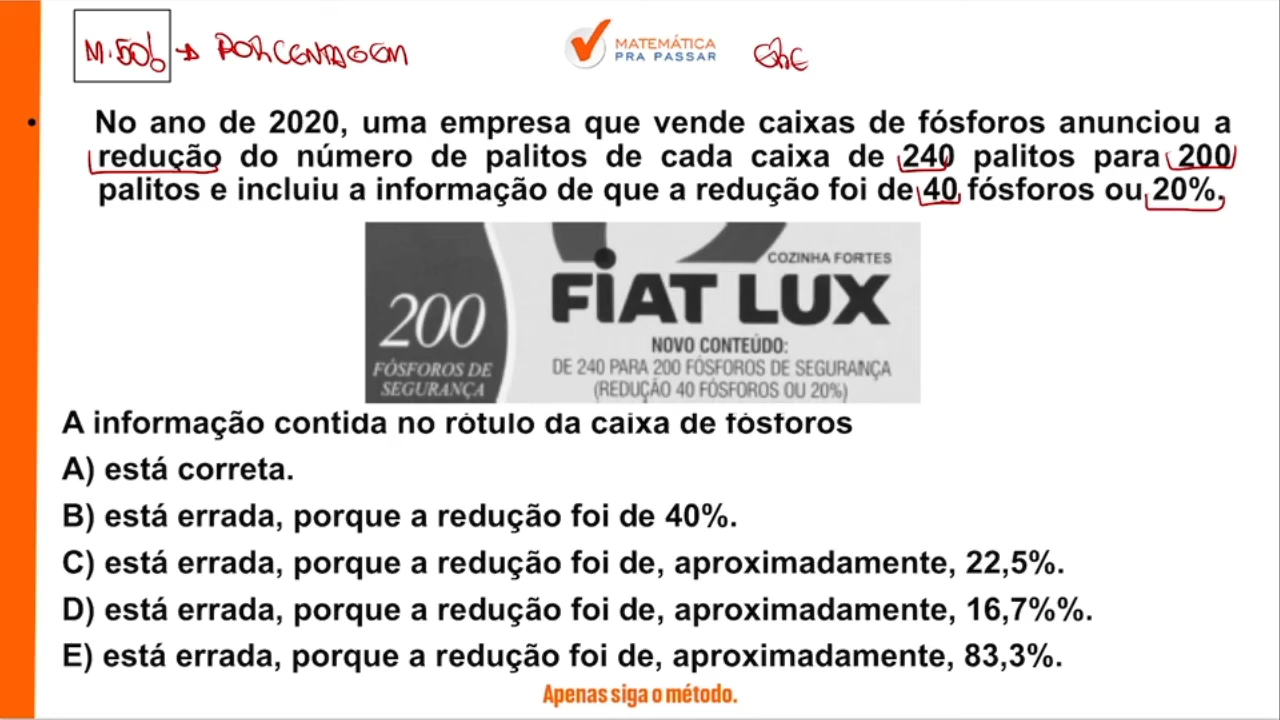 M.50% → PORCENTAGEM
MATEMÁTICA
PRA PASSAR
• No ano de 2020, uma empresa que vende caixas de fósforos anunciou a
redução do número de palitos de cada caixa de 240 palitos para 200
palitos e incluiu a informação de que a redução foi de 40 fósforos ou 20%.
COZINHA FORTES
FIAT LUX
200
FÓSFOROS DE
SEGURANÇA
NOVO CONTEÚDO:
DE 240 PARA 200 FÓSFOROS DE SEGURANÇA
(REDUÇÃO 40 FÓSFOROS OU 20%)
A informação contida no rótulo da caixa de fósforos
A) está correta.
B) está errada, porque a redução foi de 40%.
C) está errada, porque a redução foi de, aproximadamente, 22,5%.
D) está errada, porque a redução foi de, aproximadamente, 16,7%%.
E) está errada, porque a redução foi de, aproximadamente, 83,3%.
Apenas siga o método.